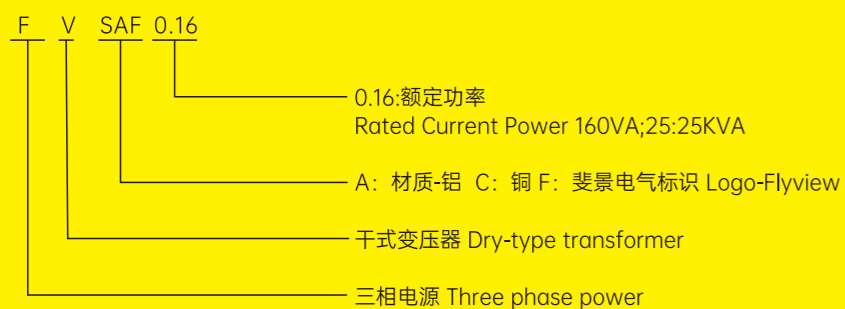 F V SAF 0.16
0.16:额定功率
Rated Current Power 160VA;25:25KVA
A：材质-铝 C：铜 F：斐景电气标识 Logo-Flyview
干式变压器 Dry-type transformer
三相电源 Three phase power